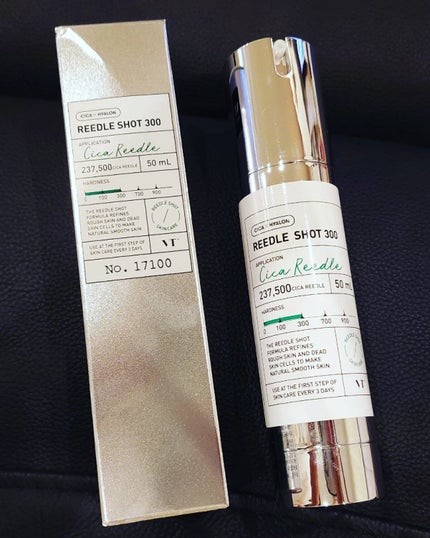 CICA × HYALON
REEDLE SHOT 300
APPLICATION
Cica Reedle
237,500 CICA REEDLE
50 mL
HARDNESS
0 100 300 700 900
THE REEDLE SHOT
FORMULA REFINES
ROUGH SKIN AND DEAD
SKIN CELLS TO MAKE
NATURAL SMOOTH SKIN
REEDLE SHOT
SKINCARE
USE AT THE FIRST STEP OF
SKIN CARE EVERY 3 DAYS
VT
No. 17100
CICA × HYALON
REEDLE SHOT 300
APPLICATION
Cica Reedle
237,500 CICA REEDLE
50 mL
HARDNESS
0 100 300 700 900
THE REEDLE SHOT
FORMULA REFINES
ROUGH SKIN AND DEAD
SKIN CELLS TO MAKE
NATURAL SMOOTH SKIN
USE AT THE FIRST STEP OF
SKIN CARE EVERY 3 DAYS
VT